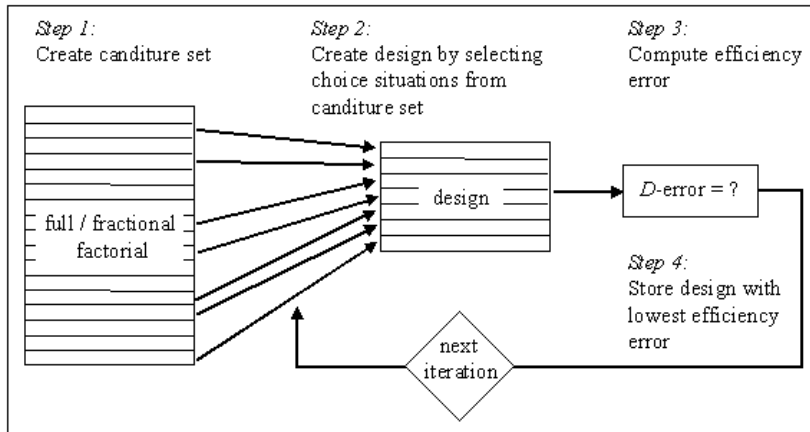 Step 1:
Create canditure set
Step 2:
Create design by selecting
choice situations from
canditure set
Step 3:
Compute efficiency
error
full / fractional
factorial
design
D-error = ?
Step 4:
Store design with
lowest efficiency
error
next
iteration